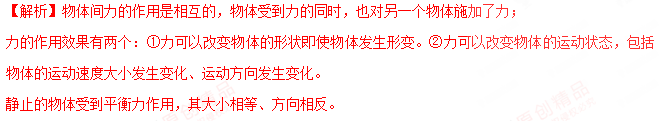 【解析】物体间力的作用是相互的，物体受到力的同时，也对另一个物体施加了力；
力的作用效果有两个：①力可以改变物体的形状即使物体发生形变。②力可以改变物体的运动状态，包括
物体的运动速度大小发生变化、运动方向发生变化。
静止的物体受到平衡力作用，其大小相等、方向相反。